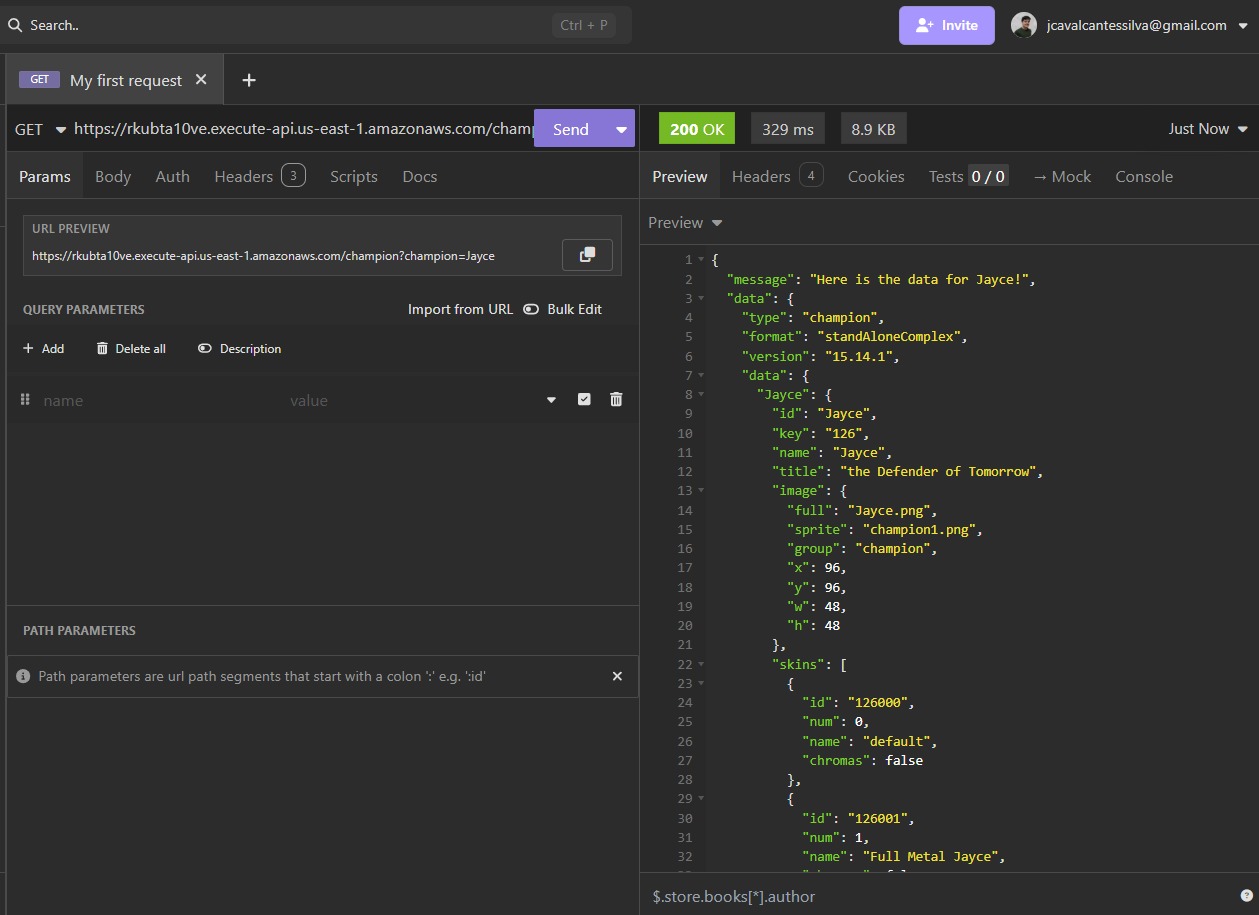 Search..
Ctrl + P
Invite
jcavalcantessilva@gmail.com
GET My first request
GET https://rkubta10ve.execute-api.us-east-1.amazonaws.com/cham
Send
200 OK
329 ms
8.9 KB
Just Now
Params
Body
Auth
Headers 3
Scripts
Docs
URL PREVIEW
https://rkubta10ve.execute-api.us-east-1.amazonaws.com/champion?champion=Jayce
QUERY PARAMETERS
Import from URL
Bulk Edit
Add
Delete all
Description
name
value
PATH PARAMETERS
Path parameters are url path segments that start with a colon ':' e.g. ':id'
Preview
Headers 4
Cookies
Tests 0 / 0
→ Mock
Console
Preview
1 {
2 "message": "Here is the data for Jayce!",
3 "data": {
4 "type": "champion",
5 "format": "standAloneComplex",
6 "version": "15.14.1",
7 "data": {
8 "Jayce": {
9 "id": "Jayce",
10 "key": "126",
11 "name": "Jayce",
12 "title": "the Defender of Tomorrow",
13 "image": {
14 "full": "Jayce.png",
15 "sprite": "champion1.png",
16 "group": "champion",
17 "x": 96,
18 "y": 96,
19 "w": 48,
20 "h": 48
21 },
22 "skins": [
23 {
24 "id": "126000",
25 "num": 0,
26 "name": "default",
27 "chromas": false
28 },
29 {
30 "id": "126001",
31 "num": 1,
32 "name": "Full Metal Jayce",
$.store.books[*].author